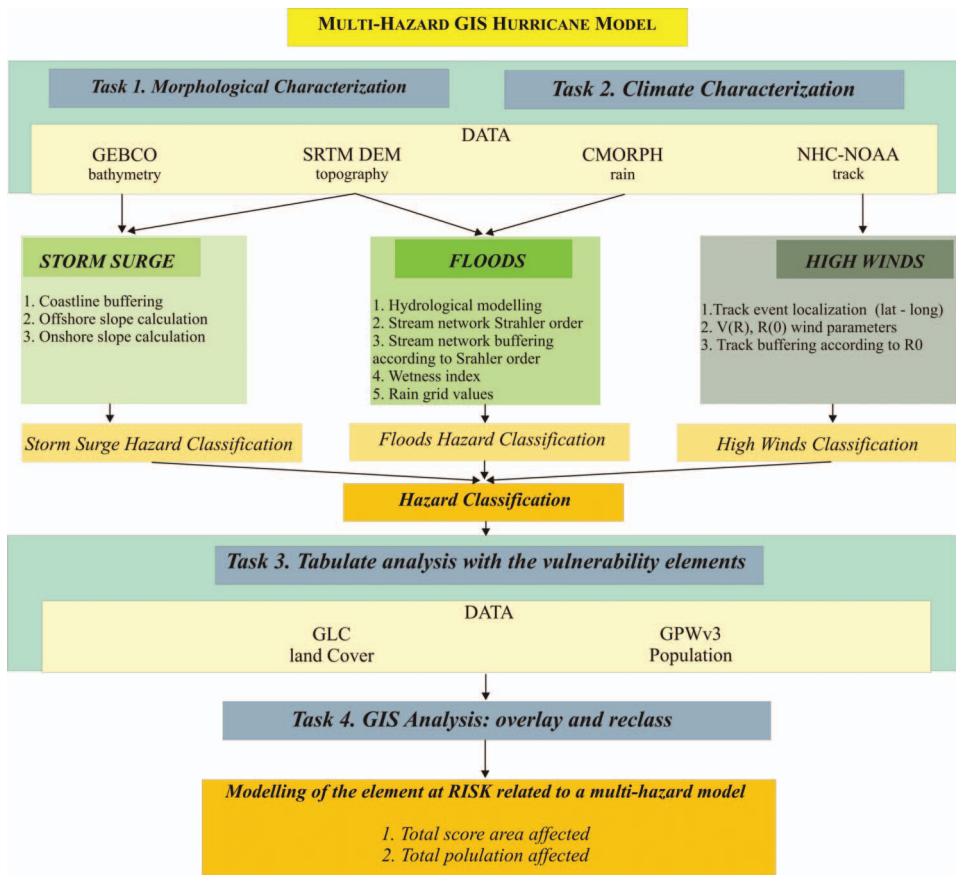 MULTI-HAZARD GIS HURRICANE MODEL
Task 1. Morphological Characterization
Task 2. Climate Characterization
DATA
GEBCO
bathymetry
SRTM DEM
topography
CMORPH
rain
NHC-NOAA
track
STORM SURGE
1. Coastline buffering
2. Offshore slope calculation
3. Onshore slope calculation
FLOODS
1. Hydrological modelling
2. Stream network Strahler order
3. Stream network buffering
according to Srahler order
4. Wetness index
5. Rain grid values
HIGH WINDS
1.Track event localization (lat - long)
2. V(R), R(0) wind parameters
3. Track buffering according to R0
Storm Surge Hazard Classification
Floods Hazard Classification
High Winds Classification
Hazard Classification
Task 3. Tabulate analysis with the vulnerability elements
DATA
GLC
land Cover
GPWv3
Population
Task 4. GIS Analysis: overlay and reclass
Modelling of the element at RISK related to a multi-hazard model
1. Total score area affected
2. Total polulation affected